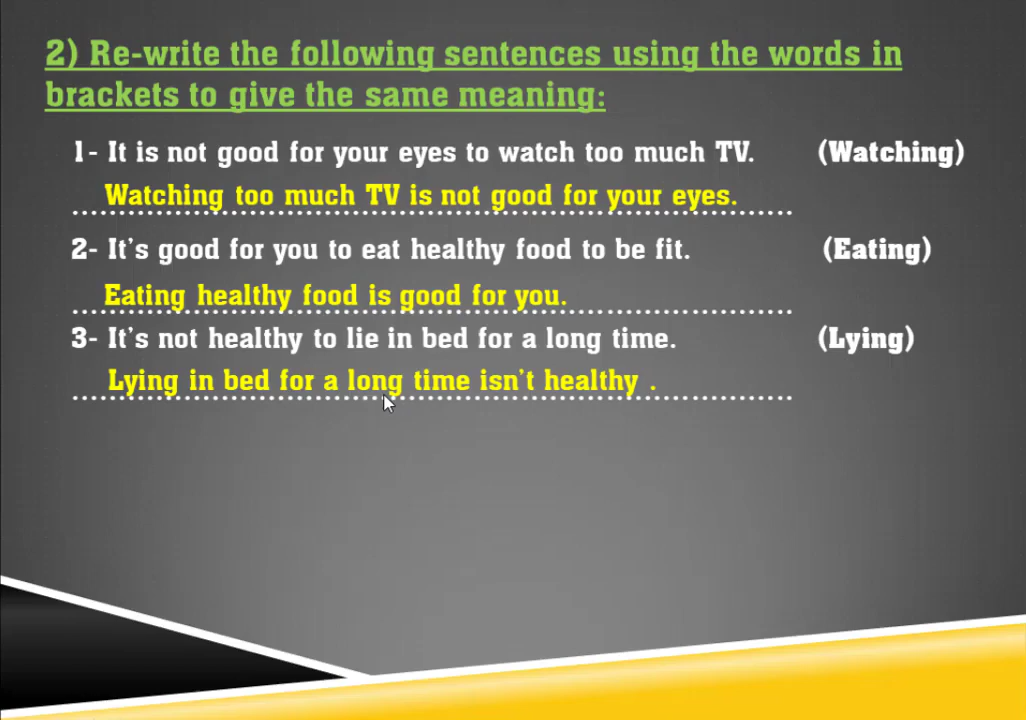 2) Re-write the following sentences using the words in
brackets to give the same meaning:
1- It is not good for your eyes to watch too much TV. (Watching)
Watching too much TV is not good for your eyes.
2- It’s good for you to eat healthy food to be fit. (Eating)
Eating healthy food is good for you.
3- It’s not healthy to lie in bed for a long time. (Lying)
Lying in bed for a long time isn’t healthy .